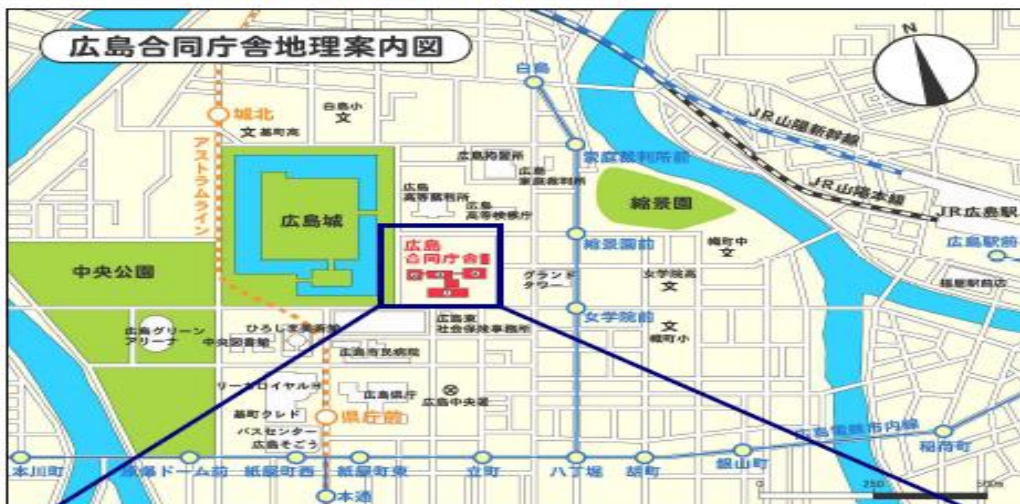 広島合同庁舎地理案内図
N
白島
城北
白島小
文
文 基町高
アストラムライン
JR山陽新幹線
JR山陽本線
JR広島駅
広島駅前
福屋駅前店
広島拘置所
家庭裁判所前
広島
家庭裁判所
広島
高等裁判所
広島
高等検察庁
広島城
縮景園
縮景園前
中央公園
広島
合同庁舎
グランド
タワー
女学院高
文
幟町中
文
女学院前
文
幟町小
広島東
社会保険事務所
広島グリーン
アリーナ
ひろしま美術館
中央図書館
広島市民病院
リーガロイヤルH
広島県庁
広島中央署
基町クレド
県庁前
バスセンター
広島そごう
広島電鉄市内線
本川町
原爆ドーム前
紙屋町西
紙屋町東
立町
八丁堀
胡町
銀山町
稲荷町
本通
0 250 500m